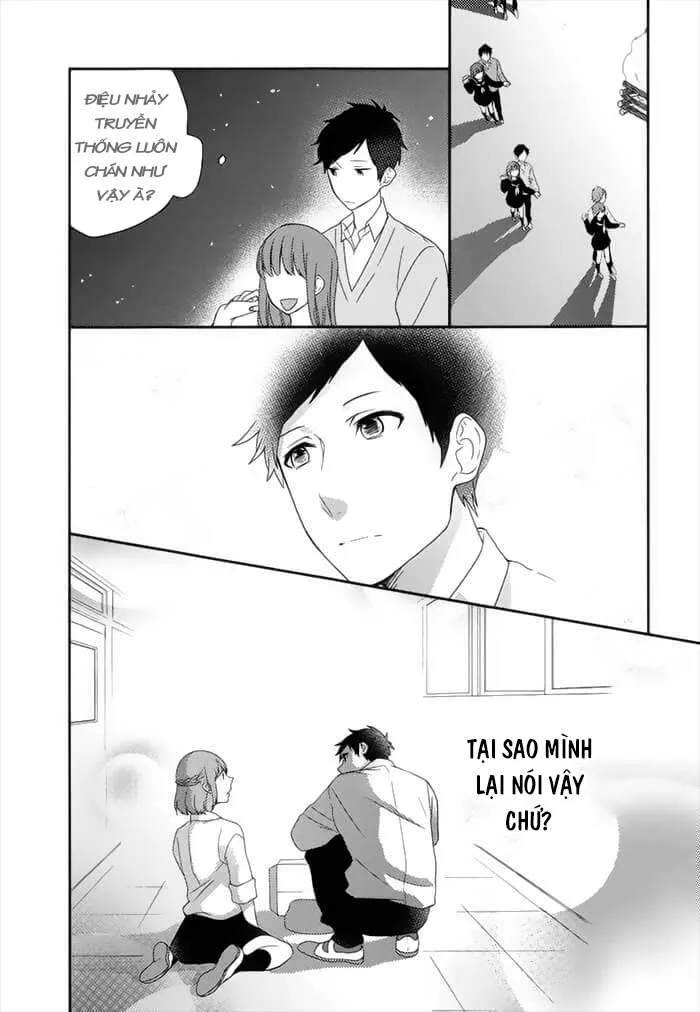 ĐIỆU NHẢY
TRUYỀN
THỐNG LUÔN
CHÁN NHƯ
VẬY À?
TẠI SAO MÌNH
LẠI NÓI VẬY
CHỨ?